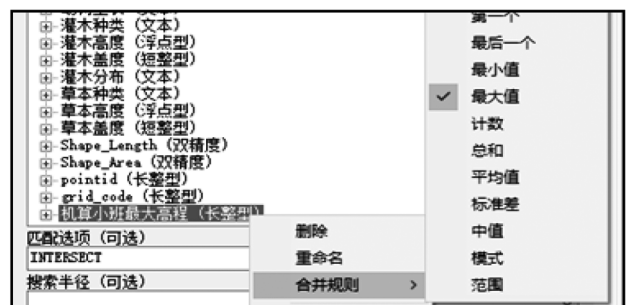 灌木种类 (文本)
灌木高度 (浮点型)
灌木盖度 (短整型)
灌木分布 (文本)
草本种类 (文本)
草本高度 (浮点型)
草本盖度 (短整型)
Shape_Length (双精度)
Shape_Area (双精度)
pointid (长整型)
grid_code (长整型)
机算小班最大高程 (长整型)
匹配选项 (可选)
INTERSECT
搜索半径 (可选)
删除
重命名
合并规则 >
第一个
最后一个
最小值
最大值
计数
总和
平均值
标准差
中值
模式
范围